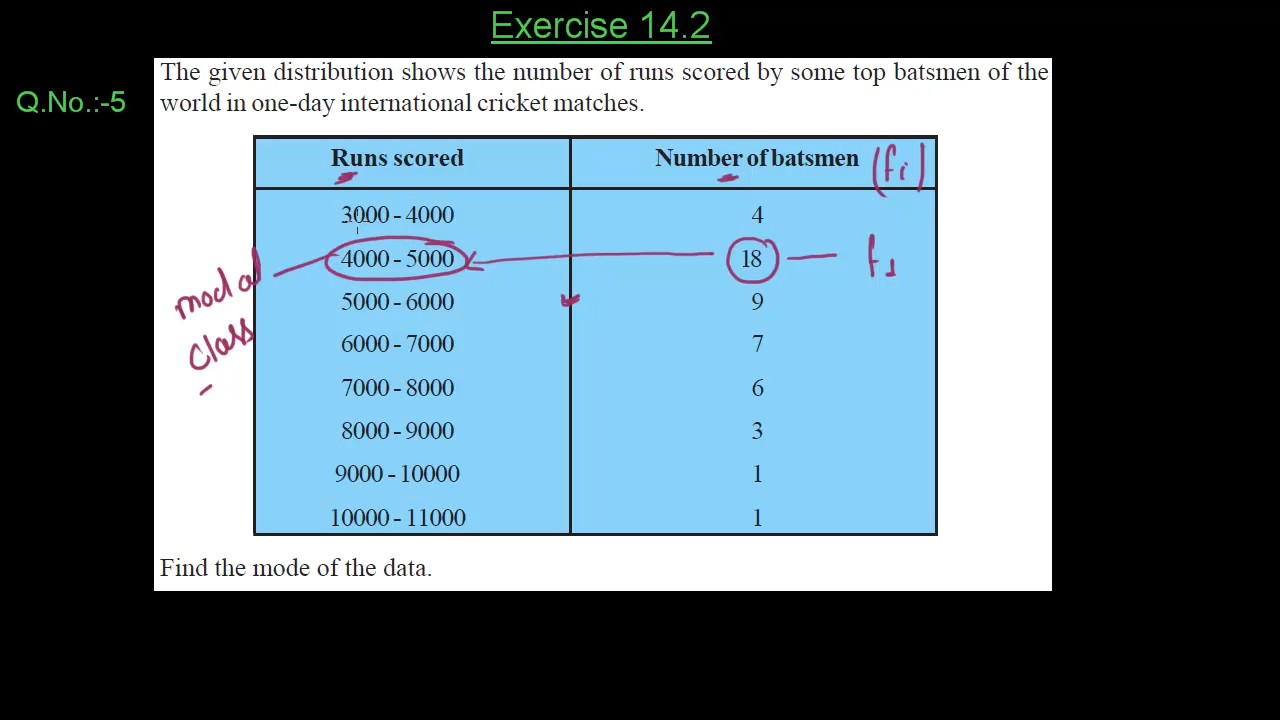 Exercise 14.2
Q.No.:-5
The given distribution shows the number of runs scored by some top batsmen of the
world in one-day international cricket matches.
Runs scored Number of batsmen (fi)
3000 - 4000 4
4000 - 5000 18 f1
5000 - 6000 9
6000 - 7000 7
7000 - 8000 6
8000 - 9000 3
9000 - 10000 1
10000 - 11000 1
modal
class
Find the mode of the data.